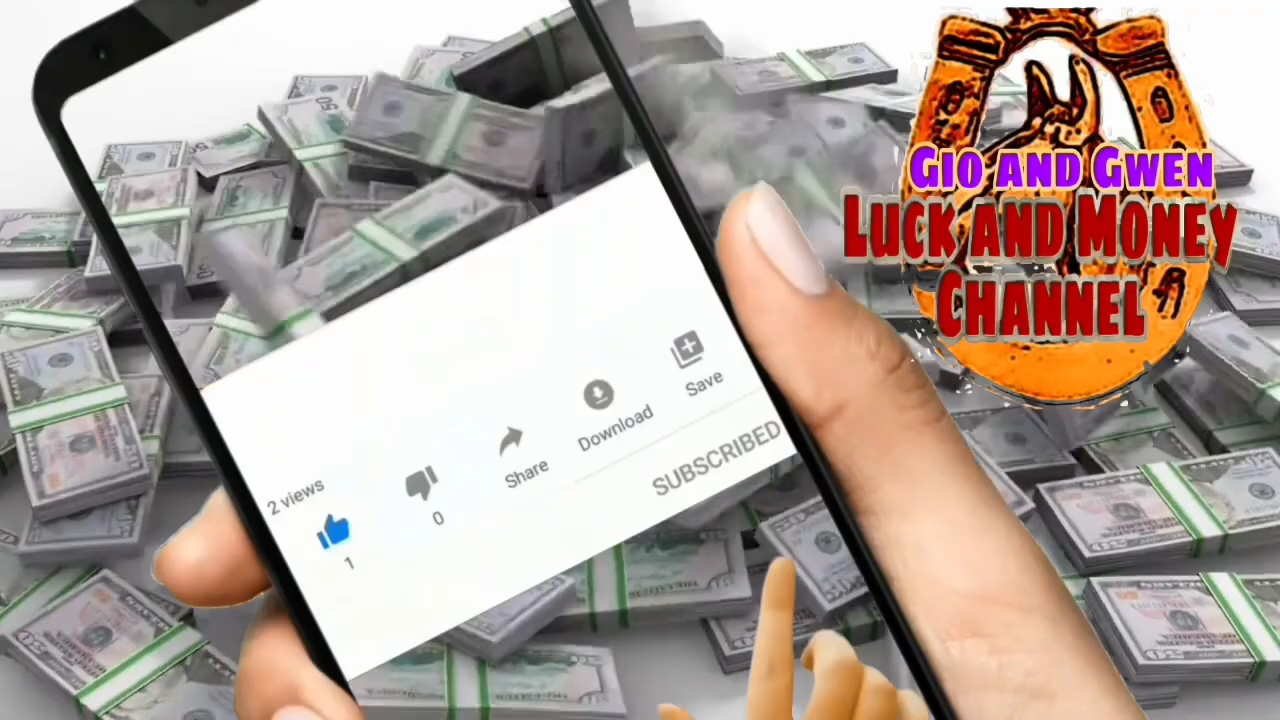 Gio and Gwen
Luck and Money
Channel
2 views
1
0
Share
Download
Save
SUBSCRIBED